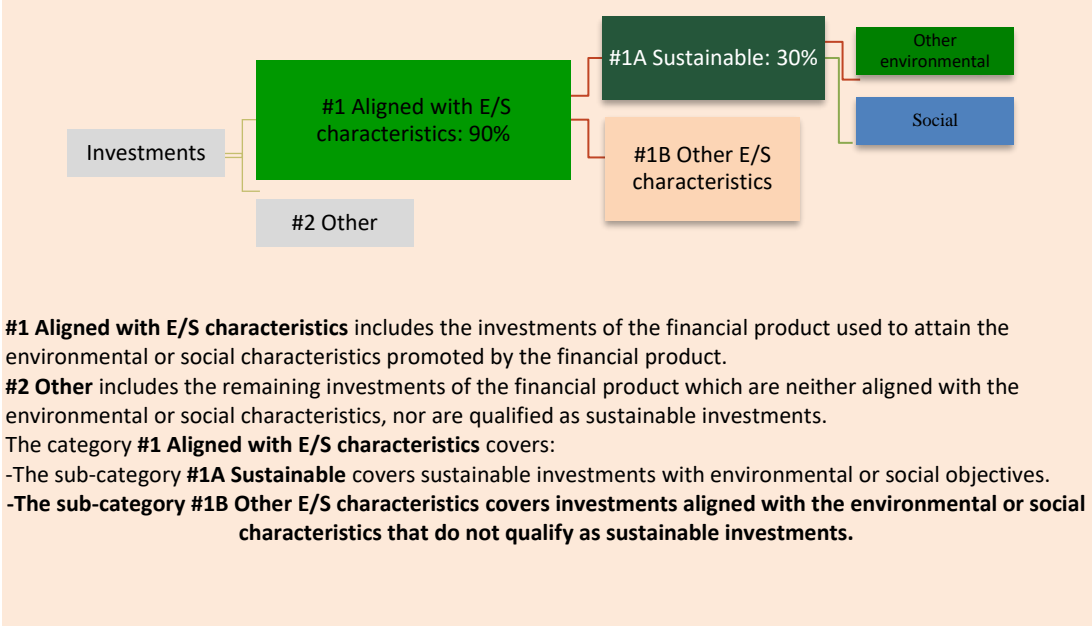 Investments
#1 Aligned with E/S
characteristics: 90%
#2 Other
#1A Sustainable: 30%
#1B Other E/S
characteristics
Other
environmental
Social
#1 Aligned with E/S characteristics includes the investments of the financial product used to attain the
environmental or social characteristics promoted by the financial product.
#2 Other includes the remaining investments of the financial product which are neither aligned with the
environmental or social characteristics, nor are qualified as sustainable investments.
The category #1 Aligned with E/S characteristics covers:
-The sub-category #1A Sustainable covers sustainable investments with environmental or social objectives.
-The sub-category #1B Other E/S characteristics covers investments aligned with the environmental or social
characteristics that do not qualify as sustainable investments.